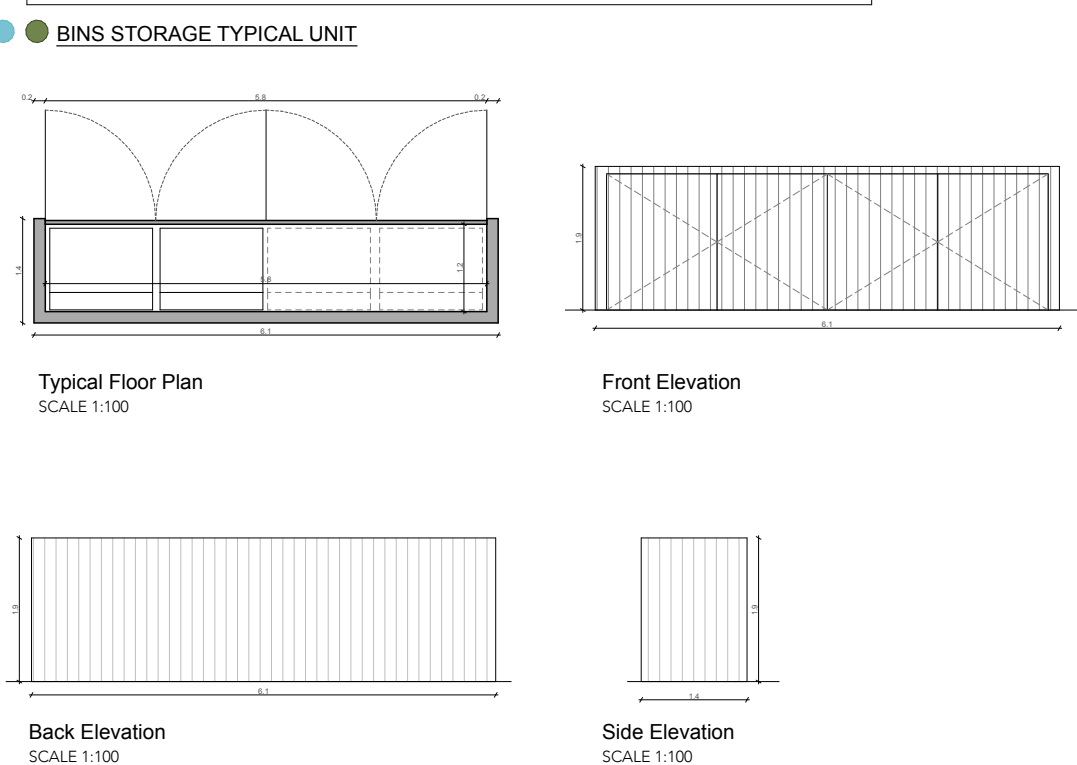 BINS STORAGE TYPICAL UNIT
0.2 5.8 0.2
1.4
5.8
1.2
6.1
Typical Floor Plan
SCALE 1:100
1.9
6.1
Front Elevation
SCALE 1:100
1.9
6.1
Back Elevation
SCALE 1:100
1.9
1.4
Side Elevation
SCALE 1:100